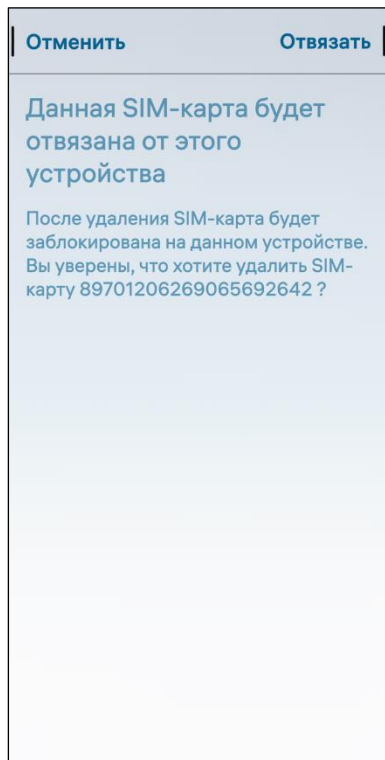 Отменить Отвязать
Данная SIM-карта будет
отвязана от этого
устройства
После удаления SIM-карта будет
заблокирована на данном устройстве.
Вы уверены, что хотите удалить SIM-
карту 89701206269065692642 ?